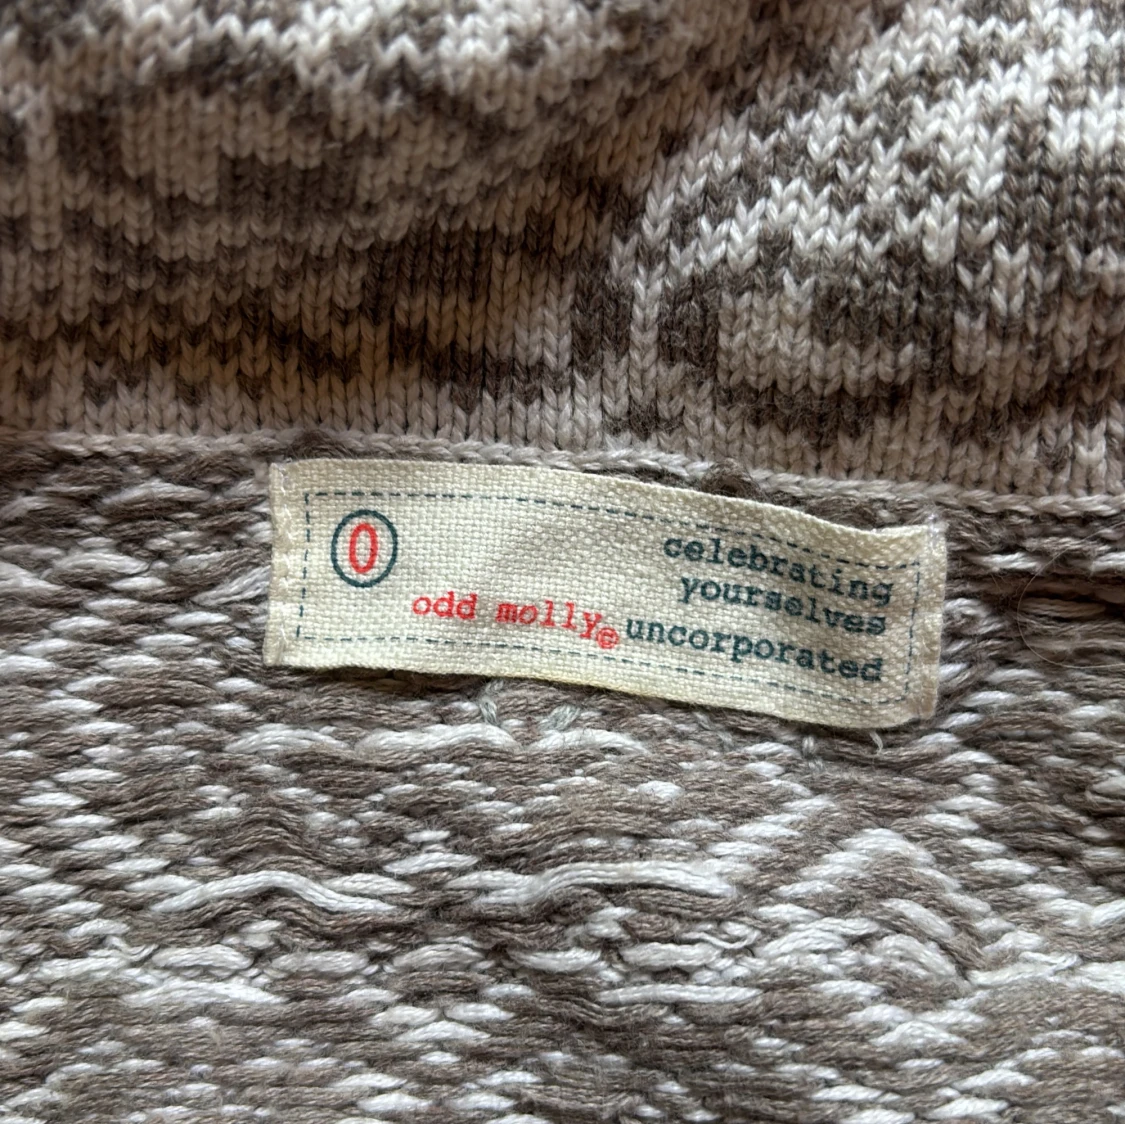 0
celebrating
yourselves
odd molly® uncorporated